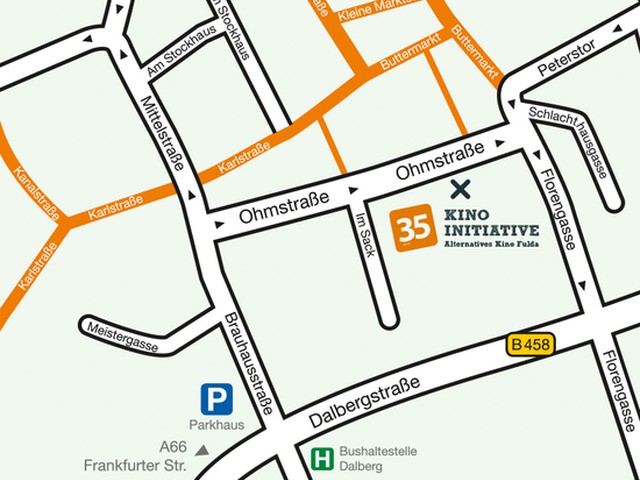 Kleine Markts
Am Stockhaus
Stockhaus
Buttermarkt
Buttermarkt
Peterstor
Mittelstraße
Schlachthausgasse
Karlstraße
Ohmstraße
Kanalstraße
Karlstraße
Ohmstraße
Florengasse
35
KINO
INITIATIVE
Alternatives Kino Fulda
Im Sack
Karlstraße
Meistergasse
Brauhausstraße
B 458
Florengasse
P
Parkhaus
Dalbergstraße
A66
Frankfurter Str.
H
Bushaltestelle
Dalberg